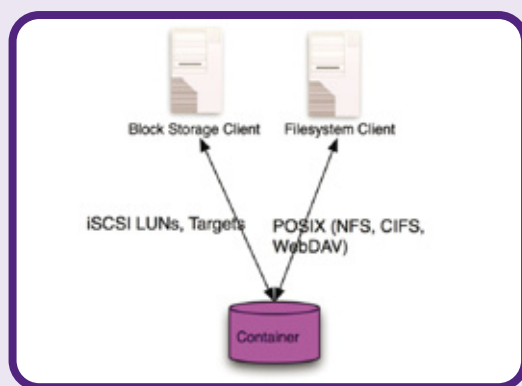 Block Storage Client
Filesystem Client
iSCSI LUNs, Targets
POSIX (NFS, CIFS,
WebDAV)
Container